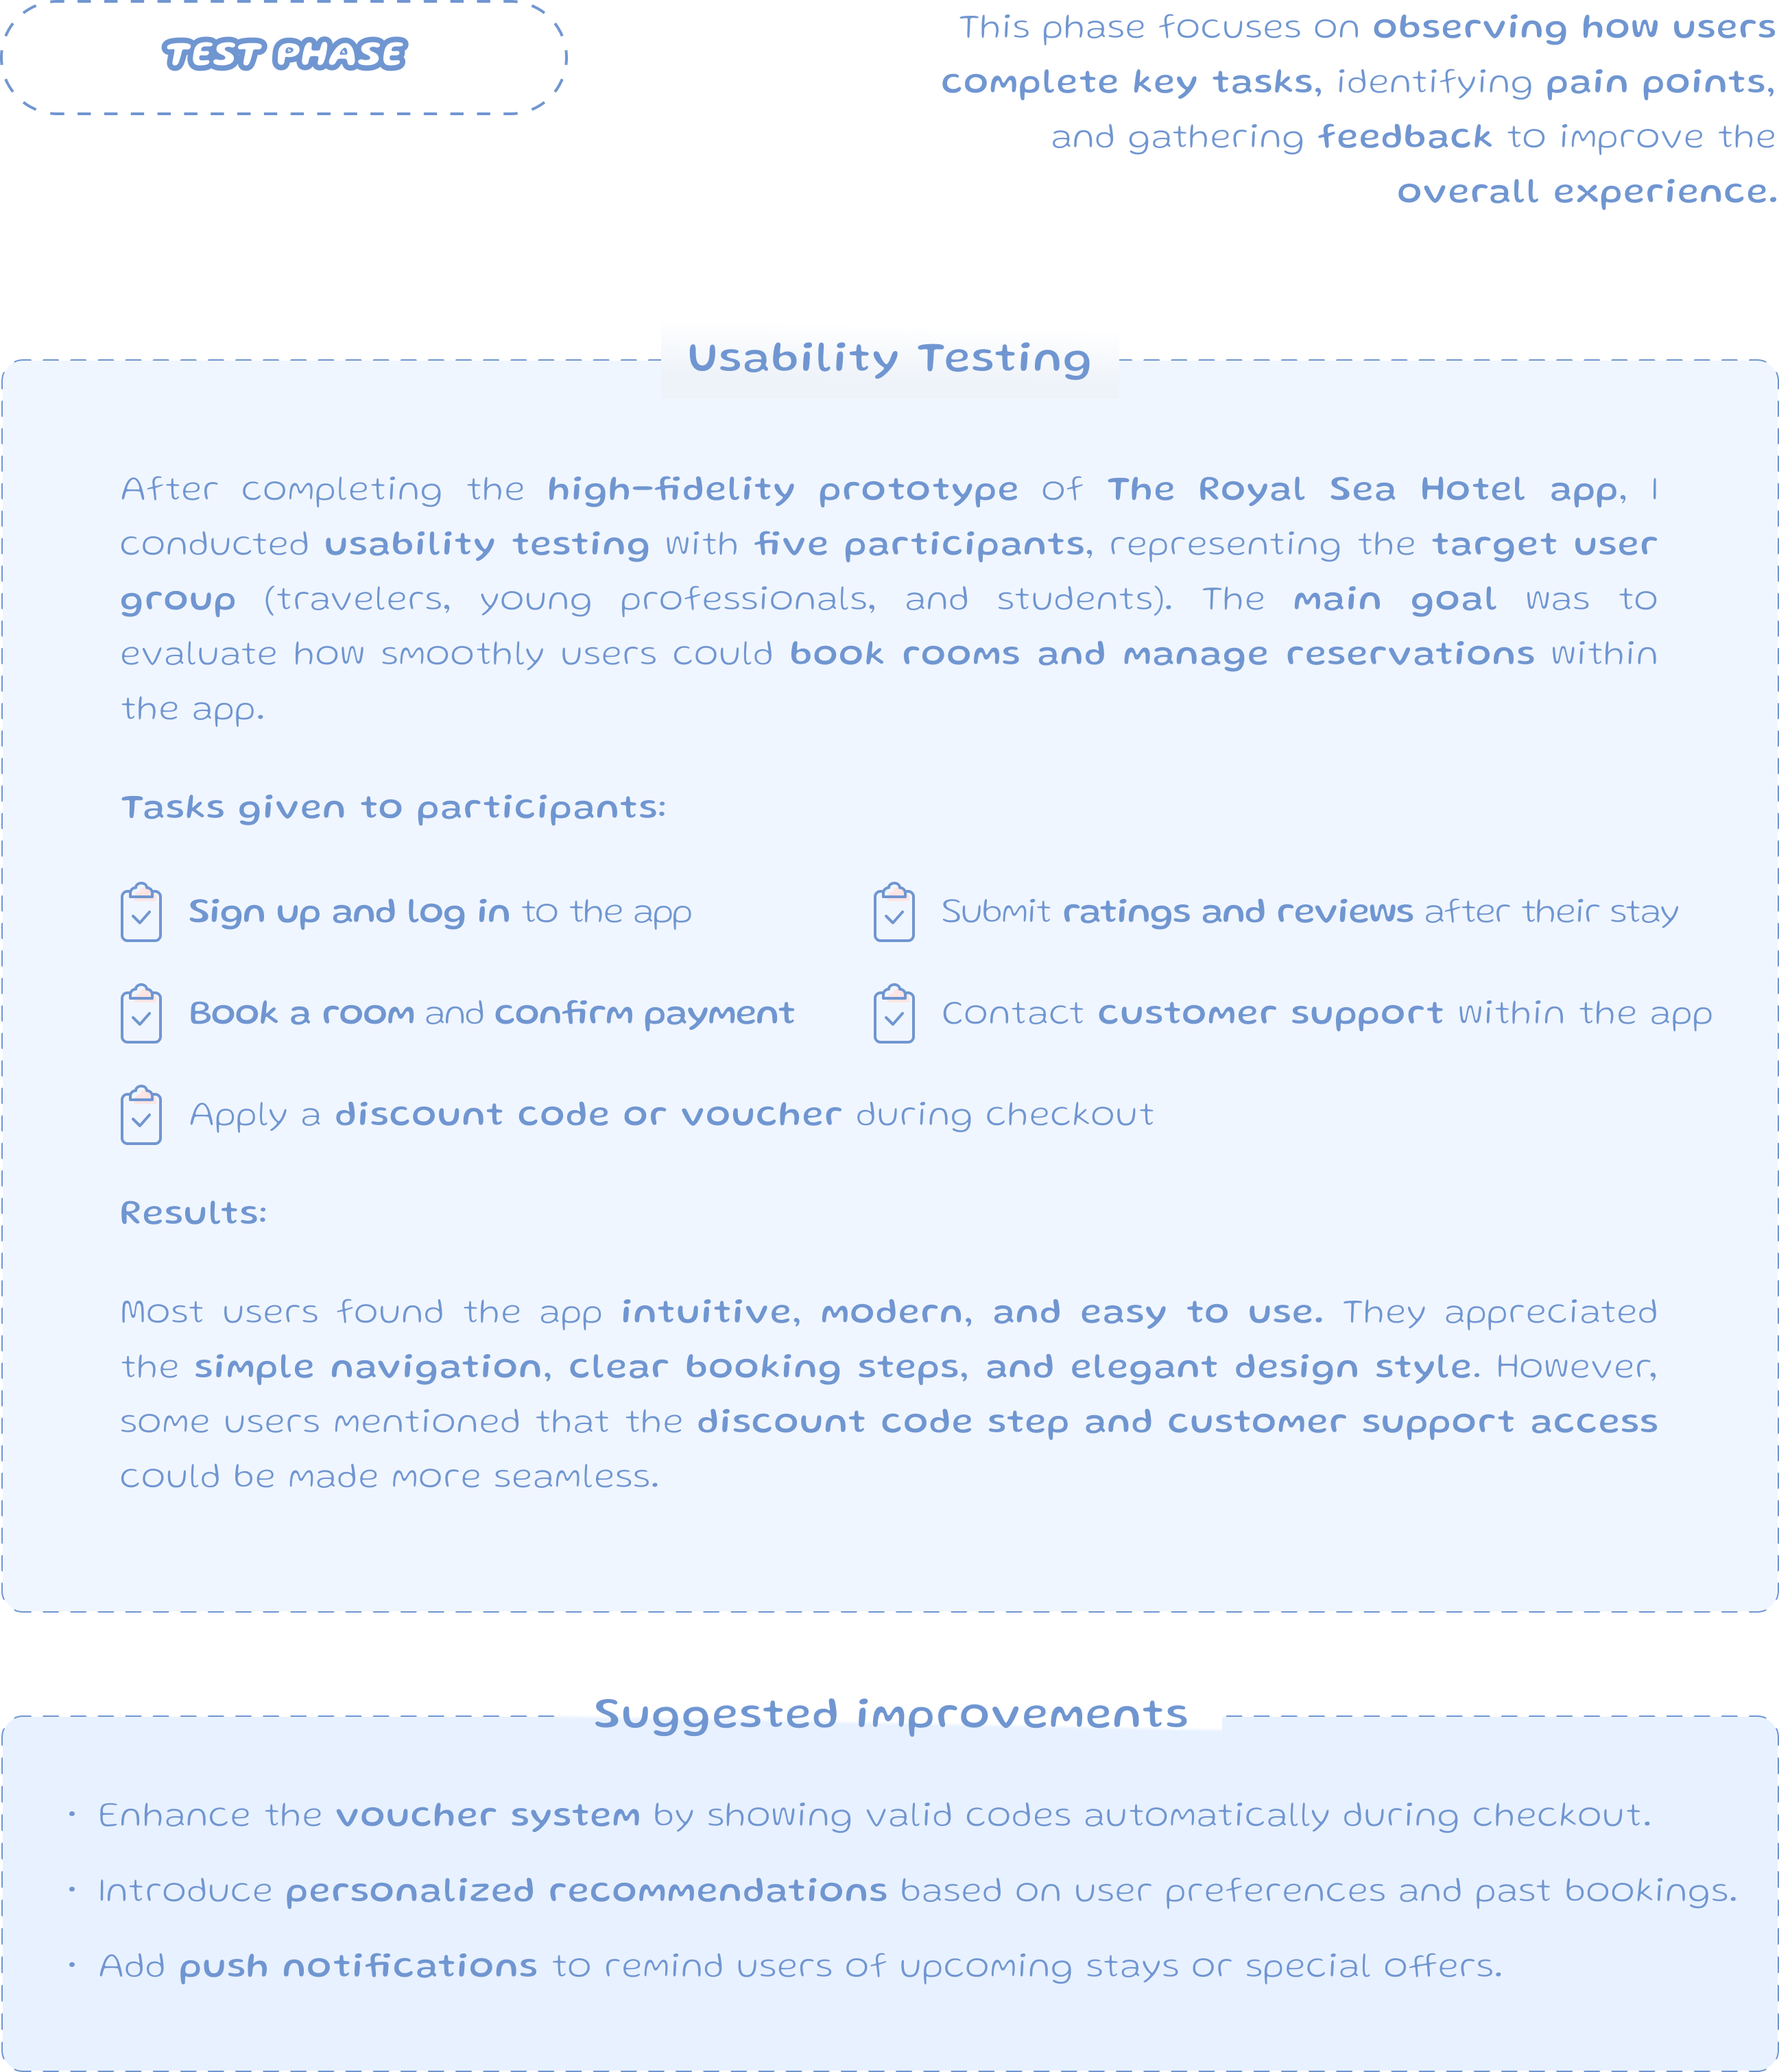 TEST PHASE
This phase focuses on observing how users
complete key tasks, identifying pain points,
and gathering feedback to improve the
overall experience.
Usability Testing
After completing the high-fidelity prototype of The Royal Sea Hotel app, I
conducted usability testing with five participants, representing the target user
group (travelers, young professionals, and students). The main goal was to
evaluate how smoothly users could book rooms and manage reservations within
the app.
Tasks given to participants:
Sign up and log in to the app
Submit ratings and reviews after their stay
Book a room and confirm payment
Contact customer support within the app
Apply a discount code or voucher during checkout
Results:
Most users found the app intuitive, modern, and easy to use. They appreciated
the simple navigation, clear booking steps, and elegant design style. However,
some users mentioned that the discount code step and customer support access
could be made more seamless.
Suggested improvements
• Enhance the voucher system by showing valid codes automatically during checkout.
• Introduce personalized recommendations based on user preferences and past bookings.
• Add push notifications to remind users of upcoming stays or special offers.